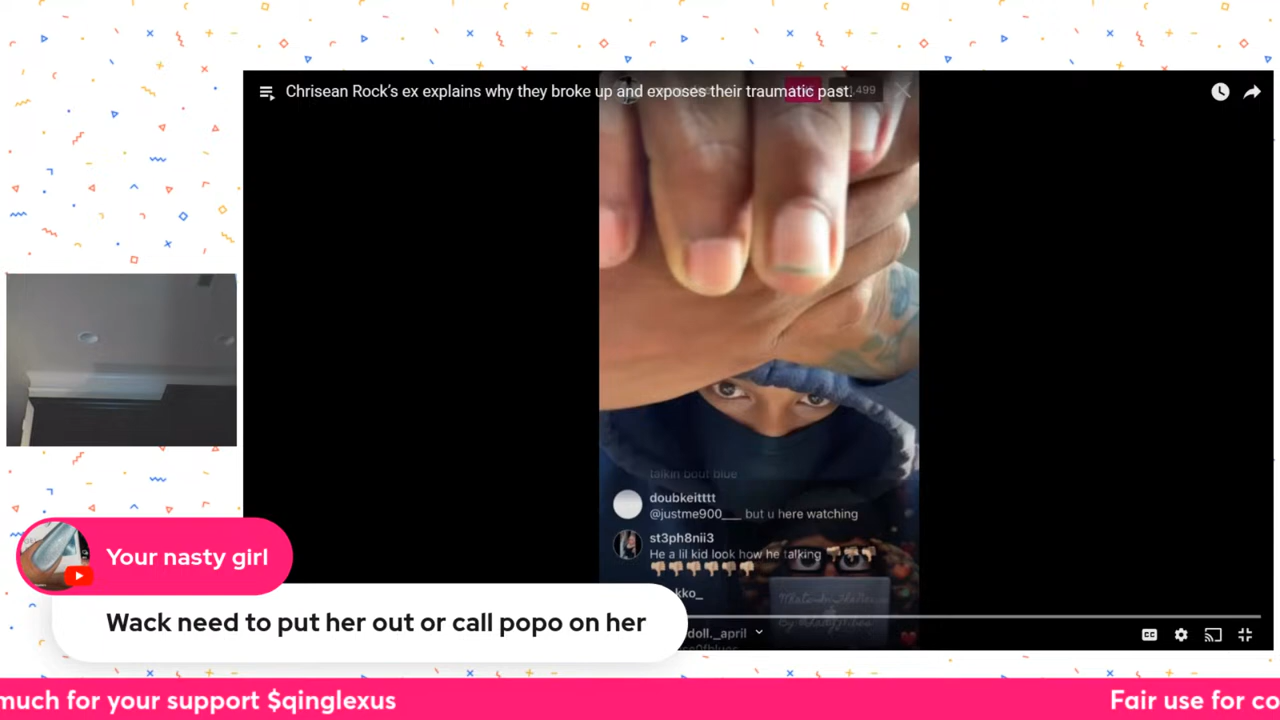 Chrisean Rock's ex explains why they broke up and exposes their traumatic past.
talkin bout blue
doubkeitttt
@justme900___ but u here watching
st3ph8nii3
He a lil kid look how he talking
Your nasty girl
Wack need to put her out or call popo on her
CC
much for your support $qinglexus
Fair use for co